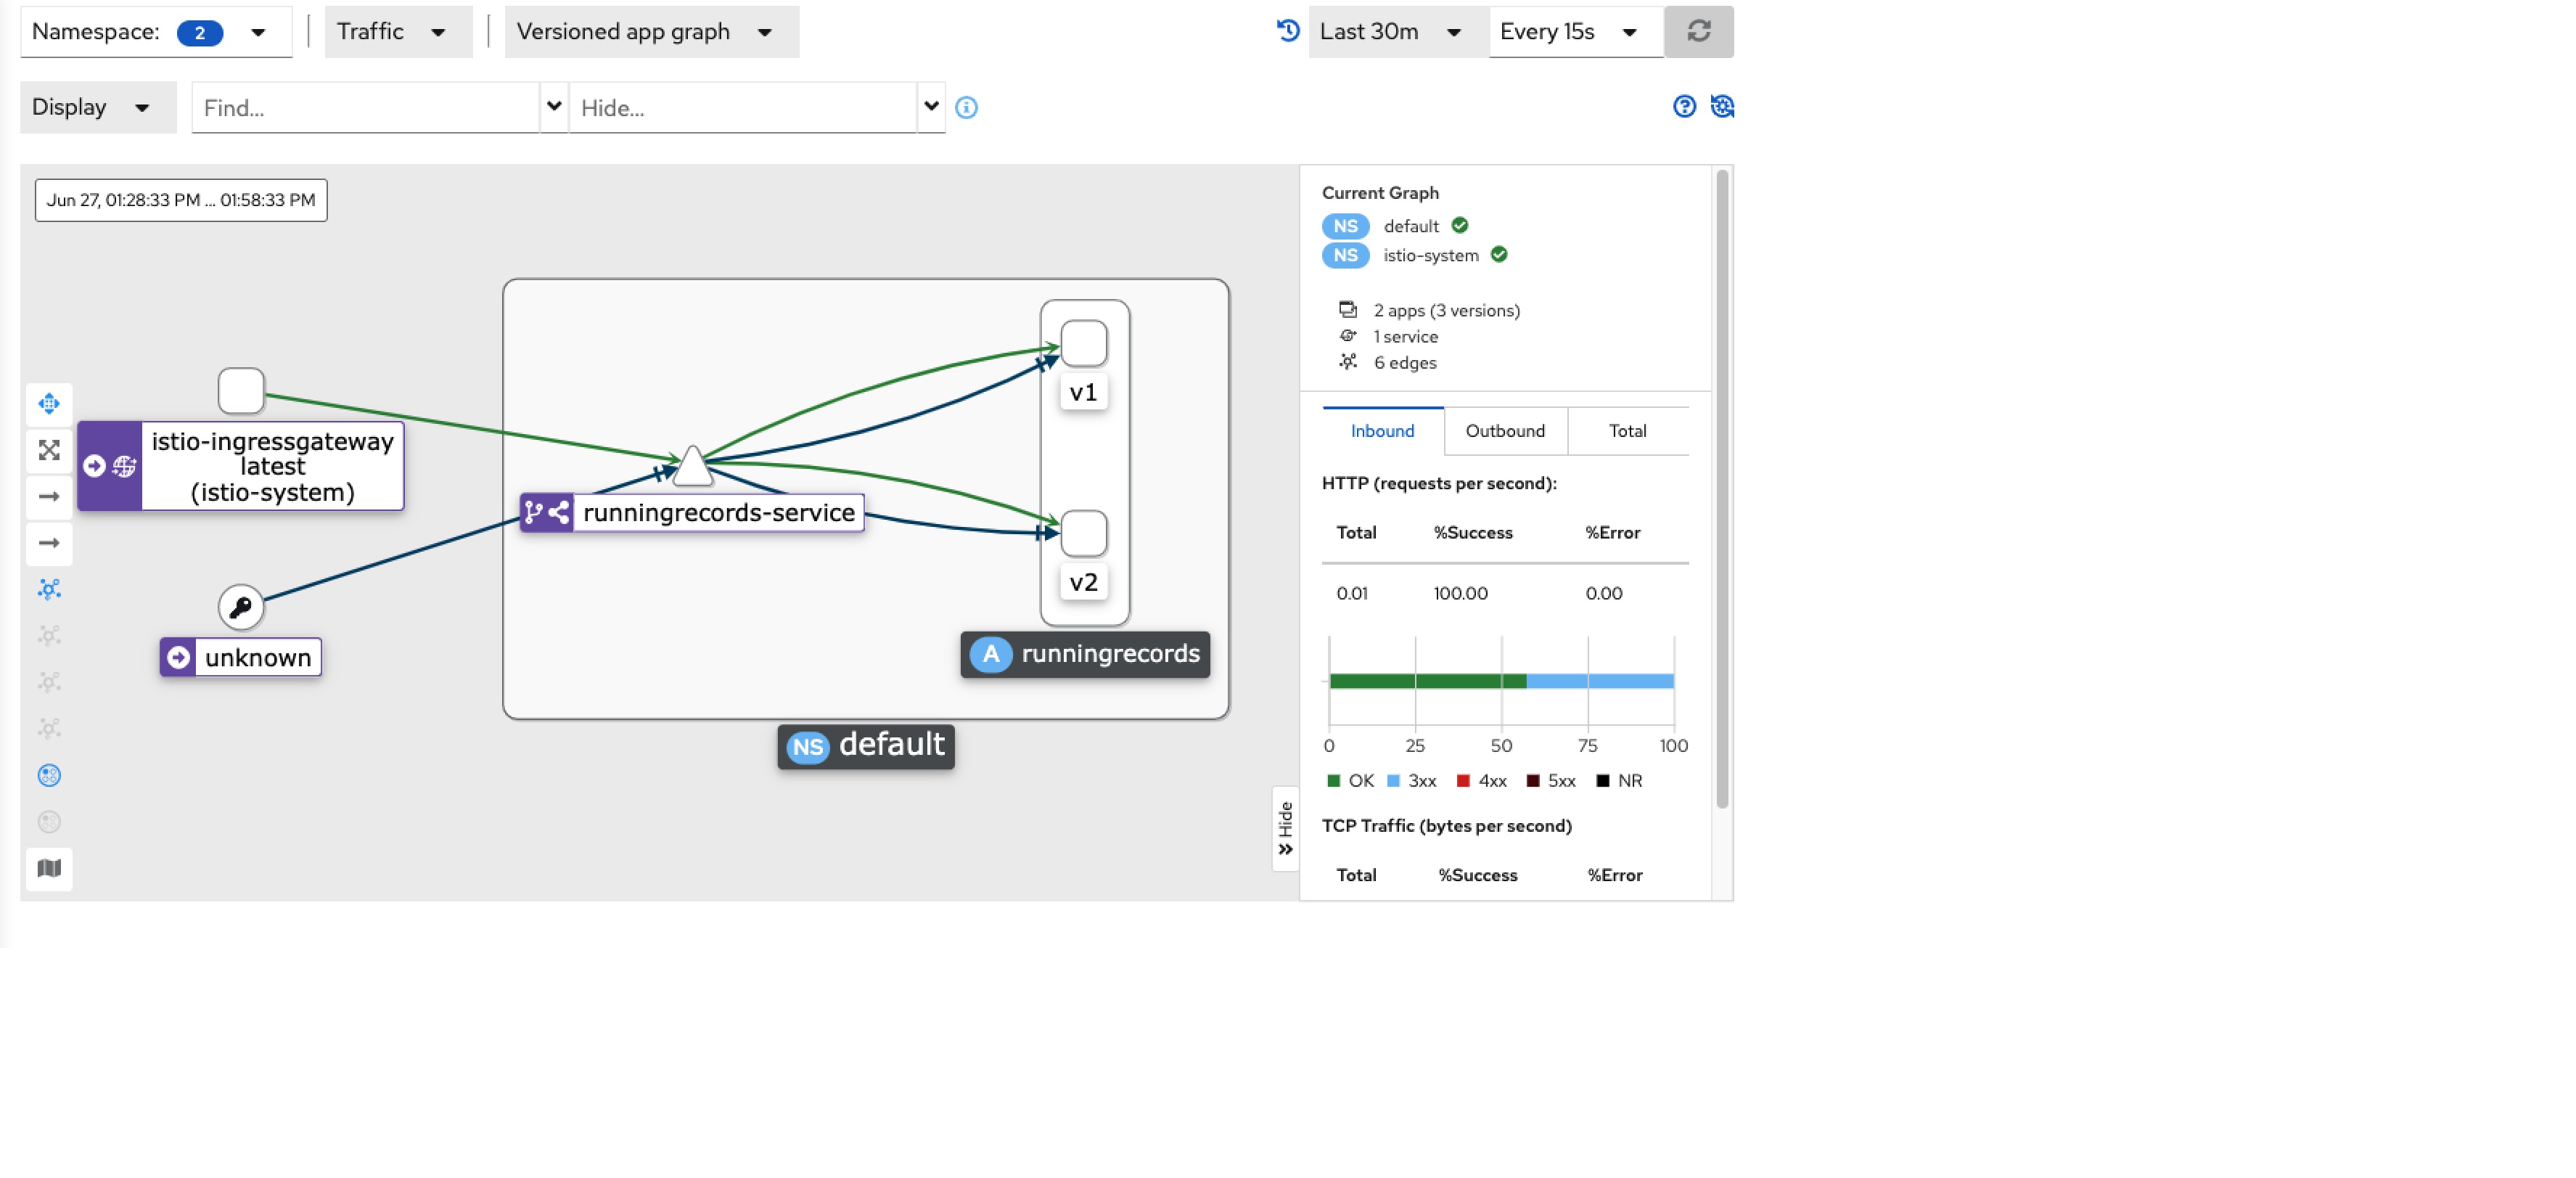 Namespace: 2
Traffic
Versioned app graph
Last 30m
Every 15s
Display
Find...
Hide...
Jun 27, 01:28:33 PM ... 01:58:33 PM
istio-ingressgateway
latest
(istio-system)
unknown
runningrecords-service
v1
v2
A runningrecords
NS default
Hide
Current Graph
NS default
NS istio-system
2 apps (3 versions)
1 service
6 edges
Inbound Outbound Total
HTTP (requests per second):
Total %Success %Error
0.01 100.00 0.00
0 25 50 75 100
OK 3xx 4xx 5xx NR
TCP Traffic (bytes per second)
Total %Success %Error